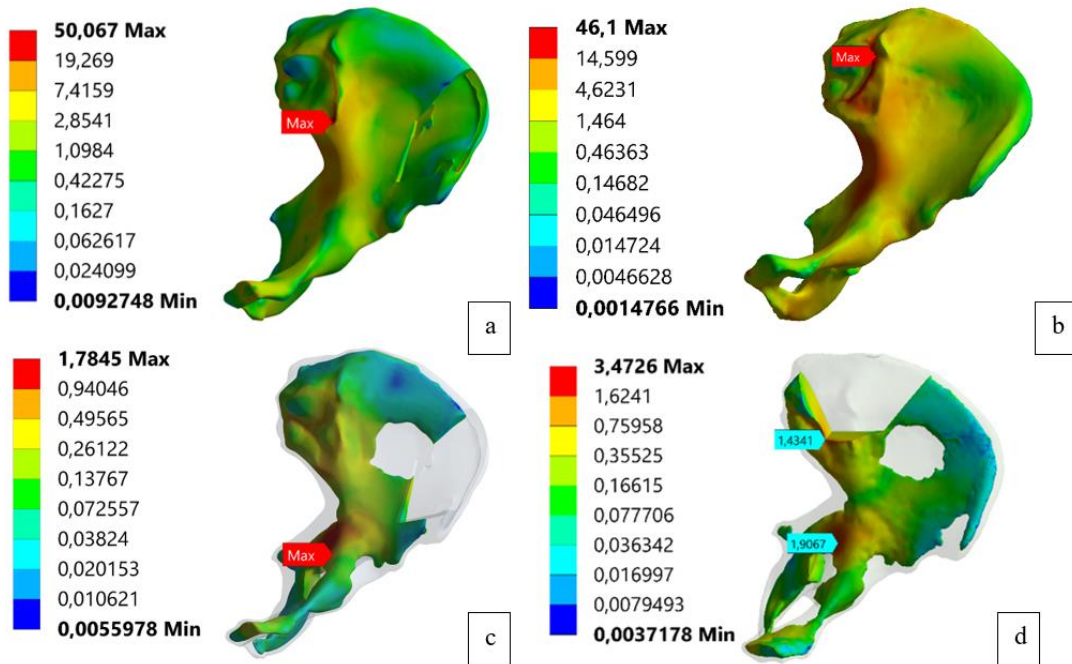 50,067 Max
19,269
7,4159
2,8541
1,0984
0,42275
0,1627
0,062617
0,024099
0,0092748 Min
Max
a
46,1 Max
14,599
4,6231
1,464
0,46363
0,14682
0,046496
0,014724
0,0046628
0,0014766 Min
Max
b
1,7845 Max
0,94046
0,49565
0,26122
0,13767
0,072557
0,03824
0,020153
0,010621
0,0055978 Min
Max
c
3,4726 Max
1,6241
0,75958
0,35525
0,16615
0,077706
0,036342
0,016997
0,0079493
0,0037178 Min
1,4341
1,9067
d